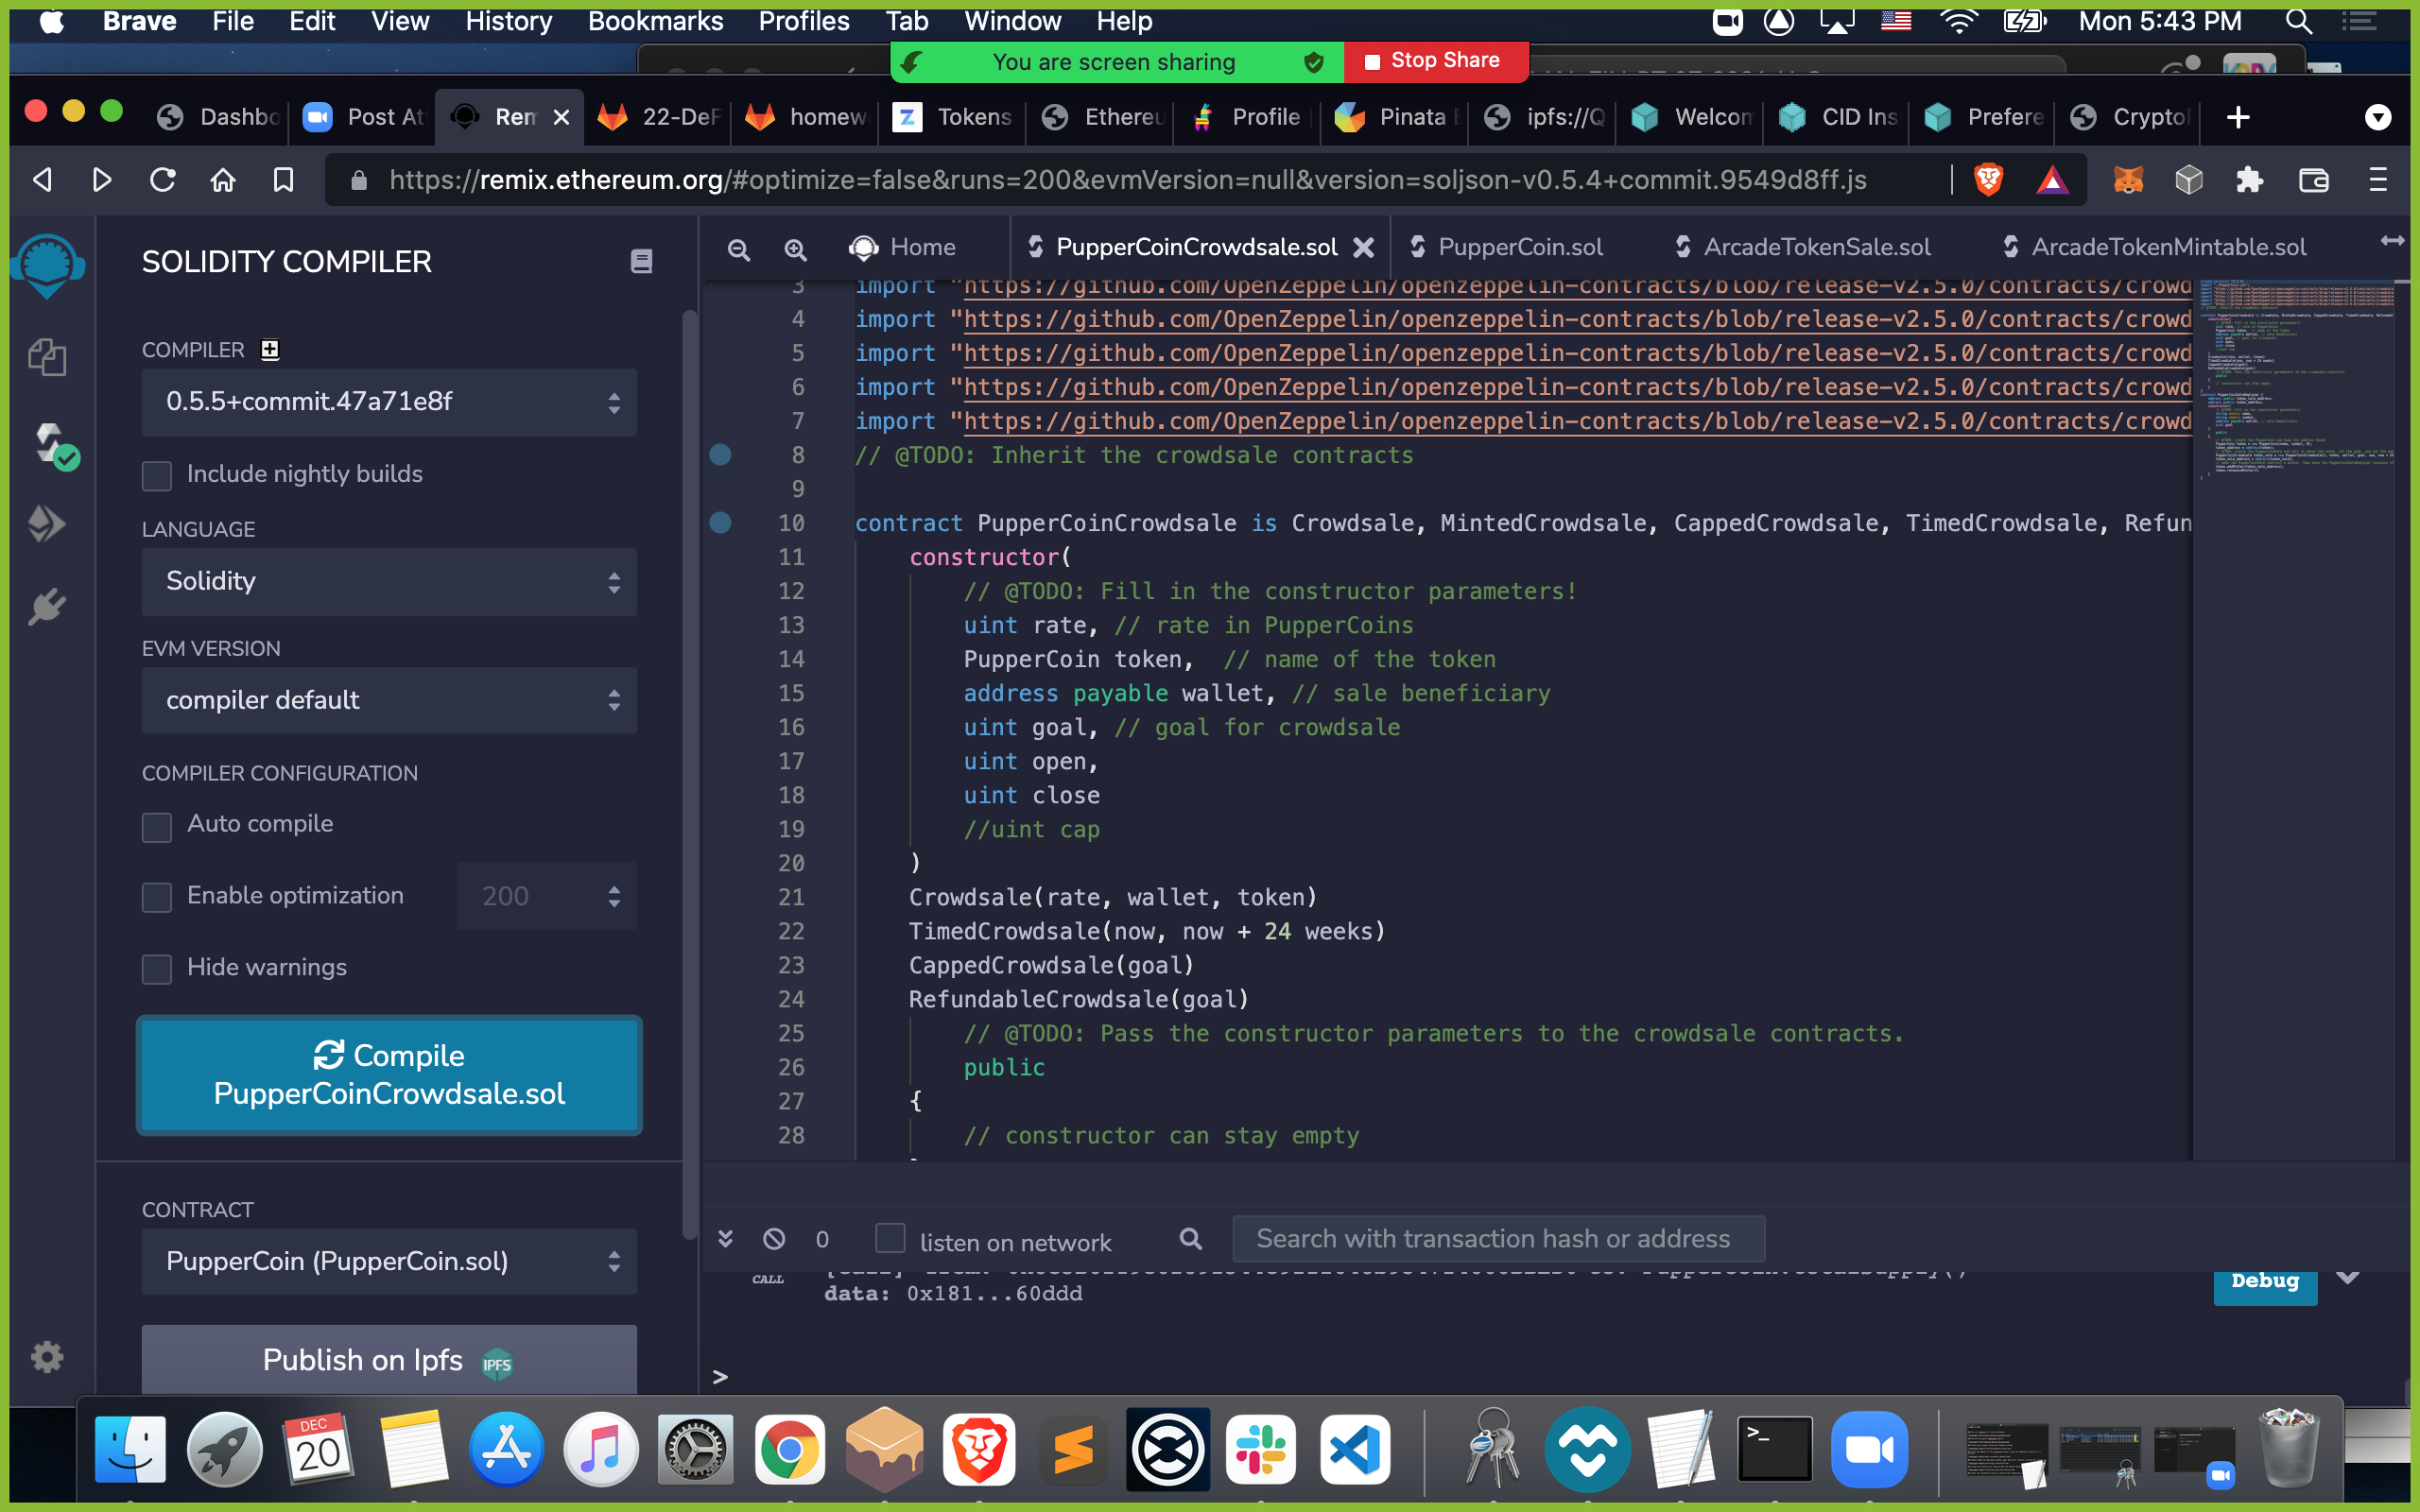 Brave File Edit View History Bookmarks Profiles Tab Window Help Mon 5:43 PM
You are screen sharing Stop Share
Dashbo Post At Rem 22-DeF homew Tokens Ethereu Profile Pinata ipfs://Q Welcom CID Ins Prefere Crypto
https://remix.ethereum.org/#optimize=false&runs=200&evmVersion=null&version=soljson-v0.5.4+commit.9549d8ff.js
SOLIDITY COMPILER
COMPILER
0.5.5+commit.47a71e8f
Include nightly builds
LANGUAGE
Solidity
EVM VERSION
compiler default
COMPILER CONFIGURATION
Auto compile
Enable optimization 200
Hide warnings
Compile
PupperCoinCrowdsale.sol
CONTRACT
PupperCoin (PupperCoin.sol)
Publish on Ipfs IPFS
Home PupperCoinCrowdsale.sol PupperCoin.sol ArcadeTokenSale.sol ArcadeTokenMintable.sol
3 import "https://github.com/OpenZeppelin/openzeppelin-contracts/blob/release-v2.5.0/contracts/crowd
4 import "https://github.com/OpenZeppelin/openzeppelin-contracts/blob/release-v2.5.0/contracts/crowd
5 import "https://github.com/OpenZeppelin/openzeppelin-contracts/blob/release-v2.5.0/contracts/crowd
6 import "https://github.com/OpenZeppelin/openzeppelin-contracts/blob/release-v2.5.0/contracts/crowd
7 import "https://github.com/OpenZeppelin/openzeppelin-contracts/blob/release-v2.5.0/contracts/crowd
8 // @TODO: Inherit the crowdsale contracts
9
10 contract PupperCoinCrowdsale is Crowdsale, MintedCrowdsale, CappedCrowdsale, TimedCrowdsale, Refun
11 constructor(
12 // @TODO: Fill in the constructor parameters!
13 uint rate, // rate in PupperCoins
14 PupperCoin token, // name of the token
15 address payable wallet, // sale beneficiary
16 uint goal, // goal for crowdsale
17 uint open,
18 uint close
19 //uint cap
20 )
21 Crowdsale(rate, wallet, token)
22 TimedCrowdsale(now, now + 24 weeks)
23 CappedCrowdsale(goal)
24 RefundableCrowdsale(goal)
25 // @TODO: Pass the constructor parameters to the crowdsale contracts.
26 public
27 {
28 // constructor can stay empty
0 listen on network Search with transaction hash or address
CALL
data: 0x181...60ddd
Debug
>
DEC
20